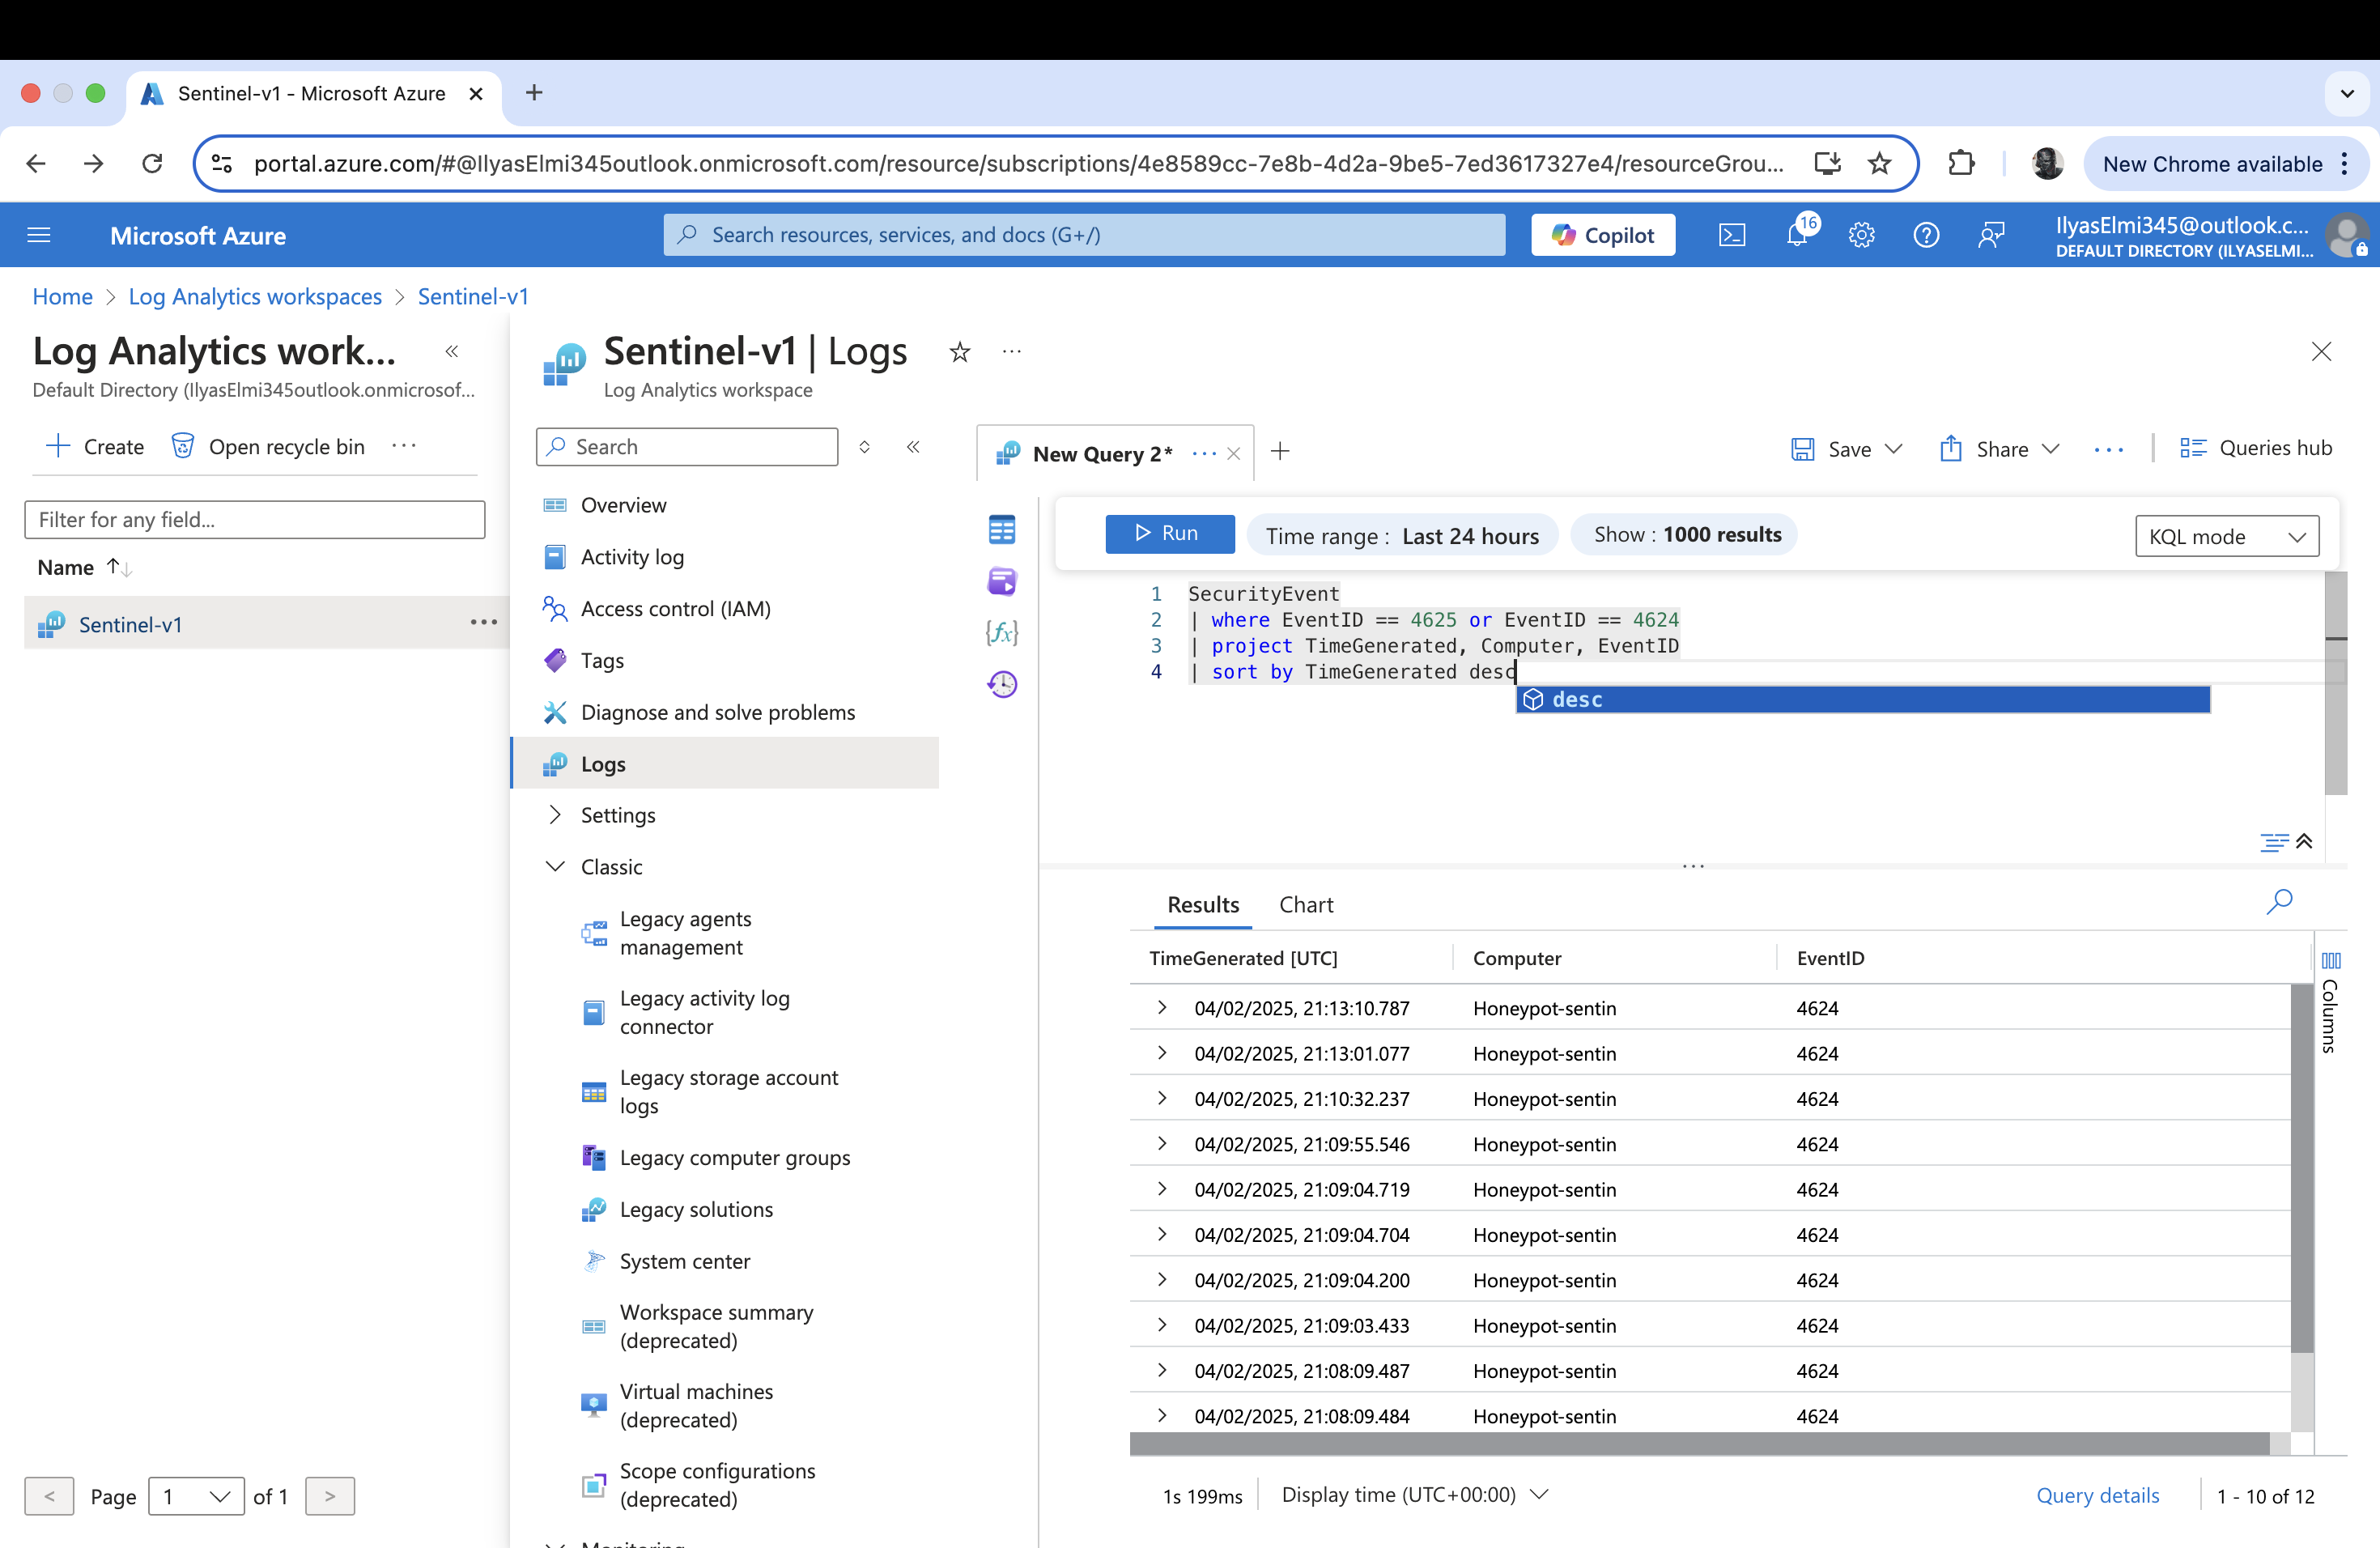 Sentinel-v1 - Microsoft Azure
portal.azure.com/#@IlyasElmi345outlook.onmicrosoft.com/resource/subscriptions/4e8589cc-7e8b-4d2a-9be5-7ed3617327e4/resourceGrou...
New Chrome available
Microsoft Azure
Search resources, services, and docs (G+/)
Copilot
16
IlyasElmi345@outlook.c...
DEFAULT DIRECTORY (ILYASELMI...
Home > Log Analytics workspaces > Sentinel-v1
Log Analytics work...
Default Directory (IlyasElmi345outlook.onmicrosof...
Create
Open recycle bin
Filter for any field...
Name
Sentinel-v1
Page 1 of 1
Sentinel-v1 | Logs
Log Analytics workspace
Search
Overview
Activity log
Access control (IAM)
Tags
Diagnose and solve problems
Logs
Settings
Classic
Legacy agents
management
Legacy activity log
connector
Legacy storage account
logs
Legacy computer groups
Legacy solutions
System center
Workspace summary
(deprecated)
Virtual machines
(deprecated)
Scope configurations
(deprecated)
Monitoring
New Query 2*
Save
Share
Queries hub
Run
Time range : Last 24 hours
Show : 1000 results
KQL mode
1 SecurityEvent
2 | where EventID == 4625 or EventID == 4624
3 | project TimeGenerated, Computer, EventID
4 | sort by TimeGenerated desc
desc
Results Chart
TimeGenerated [UTC] Computer EventID
04/02/2025, 21:13:10.787 Honeypot-sentin 4624
04/02/2025, 21:13:01.077 Honeypot-sentin 4624
04/02/2025, 21:10:32.237 Honeypot-sentin 4624
04/02/2025, 21:09:55.546 Honeypot-sentin 4624
04/02/2025, 21:09:04.719 Honeypot-sentin 4624
04/02/2025, 21:09:04.704 Honeypot-sentin 4624
04/02/2025, 21:09:04.200 Honeypot-sentin 4624
04/02/2025, 21:09:03.433 Honeypot-sentin 4624
04/02/2025, 21:08:09.487 Honeypot-sentin 4624
04/02/2025, 21:08:09.484 Honeypot-sentin 4624
Columns
1s 199ms
Display time (UTC+00:00)
Query details
1 - 10 of 12